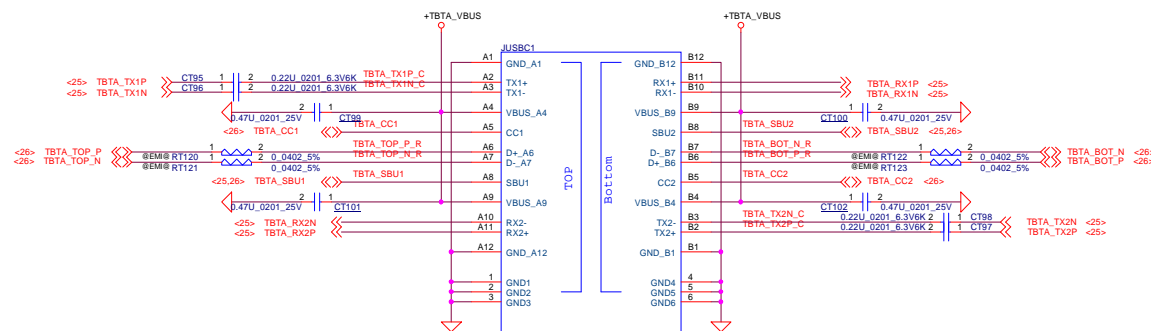 +TBTA_VBUS +TBTA_VBUS
JUSBC1
A1 GND_A1 GND_B12 B12
<25> TBTA_TX1P CT95 1 2 0.22U_0201_6.3V6K TBTA_TX1P_C A2 TX1+ RX1+ B11 TBTA_RX1P <25>
<25> TBTA_TX1N CT96 1 2 0.22U_0201_6.3V6K TBTA_TX1N_C A3 TX1- RX1- B10 TBTA_RX1N <25>
0.47U_0201_25V 2 1 CT99 A4 VBUS_A4 VBUS_B9 B9 CT100 1 2 0.47U_0201_25V
<26> TBTA_CC1 TBTA_CC1 A5 CC1 SBU2 B8 TBTA_SBU2 TBTA_SBU2 <25,26>
<26> TBTA_TOP_P @EMI@ RT120 1 2 0_0402_5% TBTA_TOP_P_R A6 D+_A6 D-_B7 B7 TBTA_BOT_N_R @EMI@ RT122 1 2 0_0402_5% TBTA_BOT_N <26>
<26> TBTA_TOP_N @EMI@ RT121 1 2 0_0402_5% TBTA_TOP_N_R A7 D-_A7 D+_B6 B6 TBTA_BOT_P_R @EMI@ RT123 1 2 0_0402_5% TBTA_BOT_P <26>
<25,26> TBTA_SBU1 TBTA_SBU1 A8 SBU1 CC2 B5 TBTA_CC2 TBTA_CC2 <26>
TOP Bottom
0.47U_0201_25V 2 1 CT101 A9 VBUS_A9 VBUS_B4 B4 CT102 1 2 0.47U_0201_25V
<25> TBTA_RX2N A10 RX2- TX2- B3 TBTA_TX2N_C 0.22U_0201_6.3V6K 2 1 CT98 TBTA_TX2N <25>
<25> TBTA_RX2P A11 RX2+ TX2+ B2 TBTA_TX2P_C 0.22U_0201_6.3V6K 2 1 CT97 TBTA_TX2P <25>
A12 GND_A12 GND_B1 B1
1 GND1 GND4 4
2 GND2 GND5 5
3 GND3 GND6 6